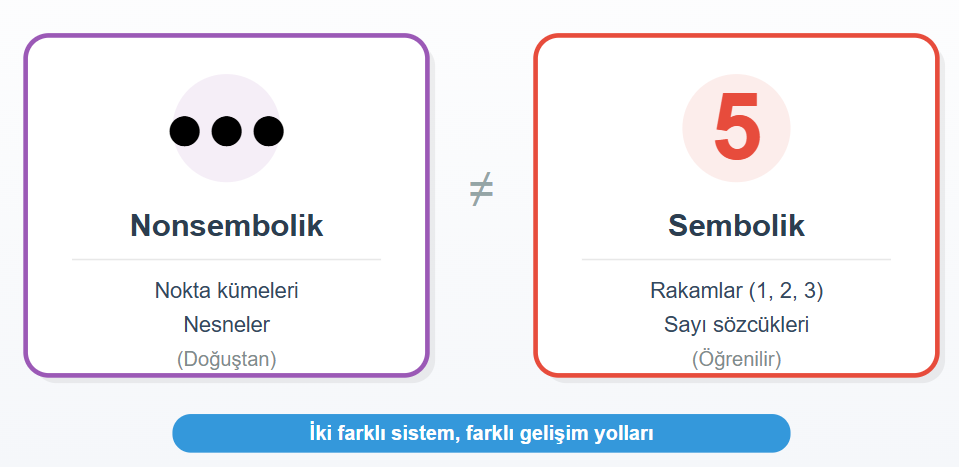 Nonsembolik
Nokta kümeleri
Nesneler
(Doğuştan)
≠
5
Sembolik
Rakamlar (1, 2, 3)
Sayı sözcükleri
(Öğrenilir)
İki farklı sistem, farklı gelişim yolları